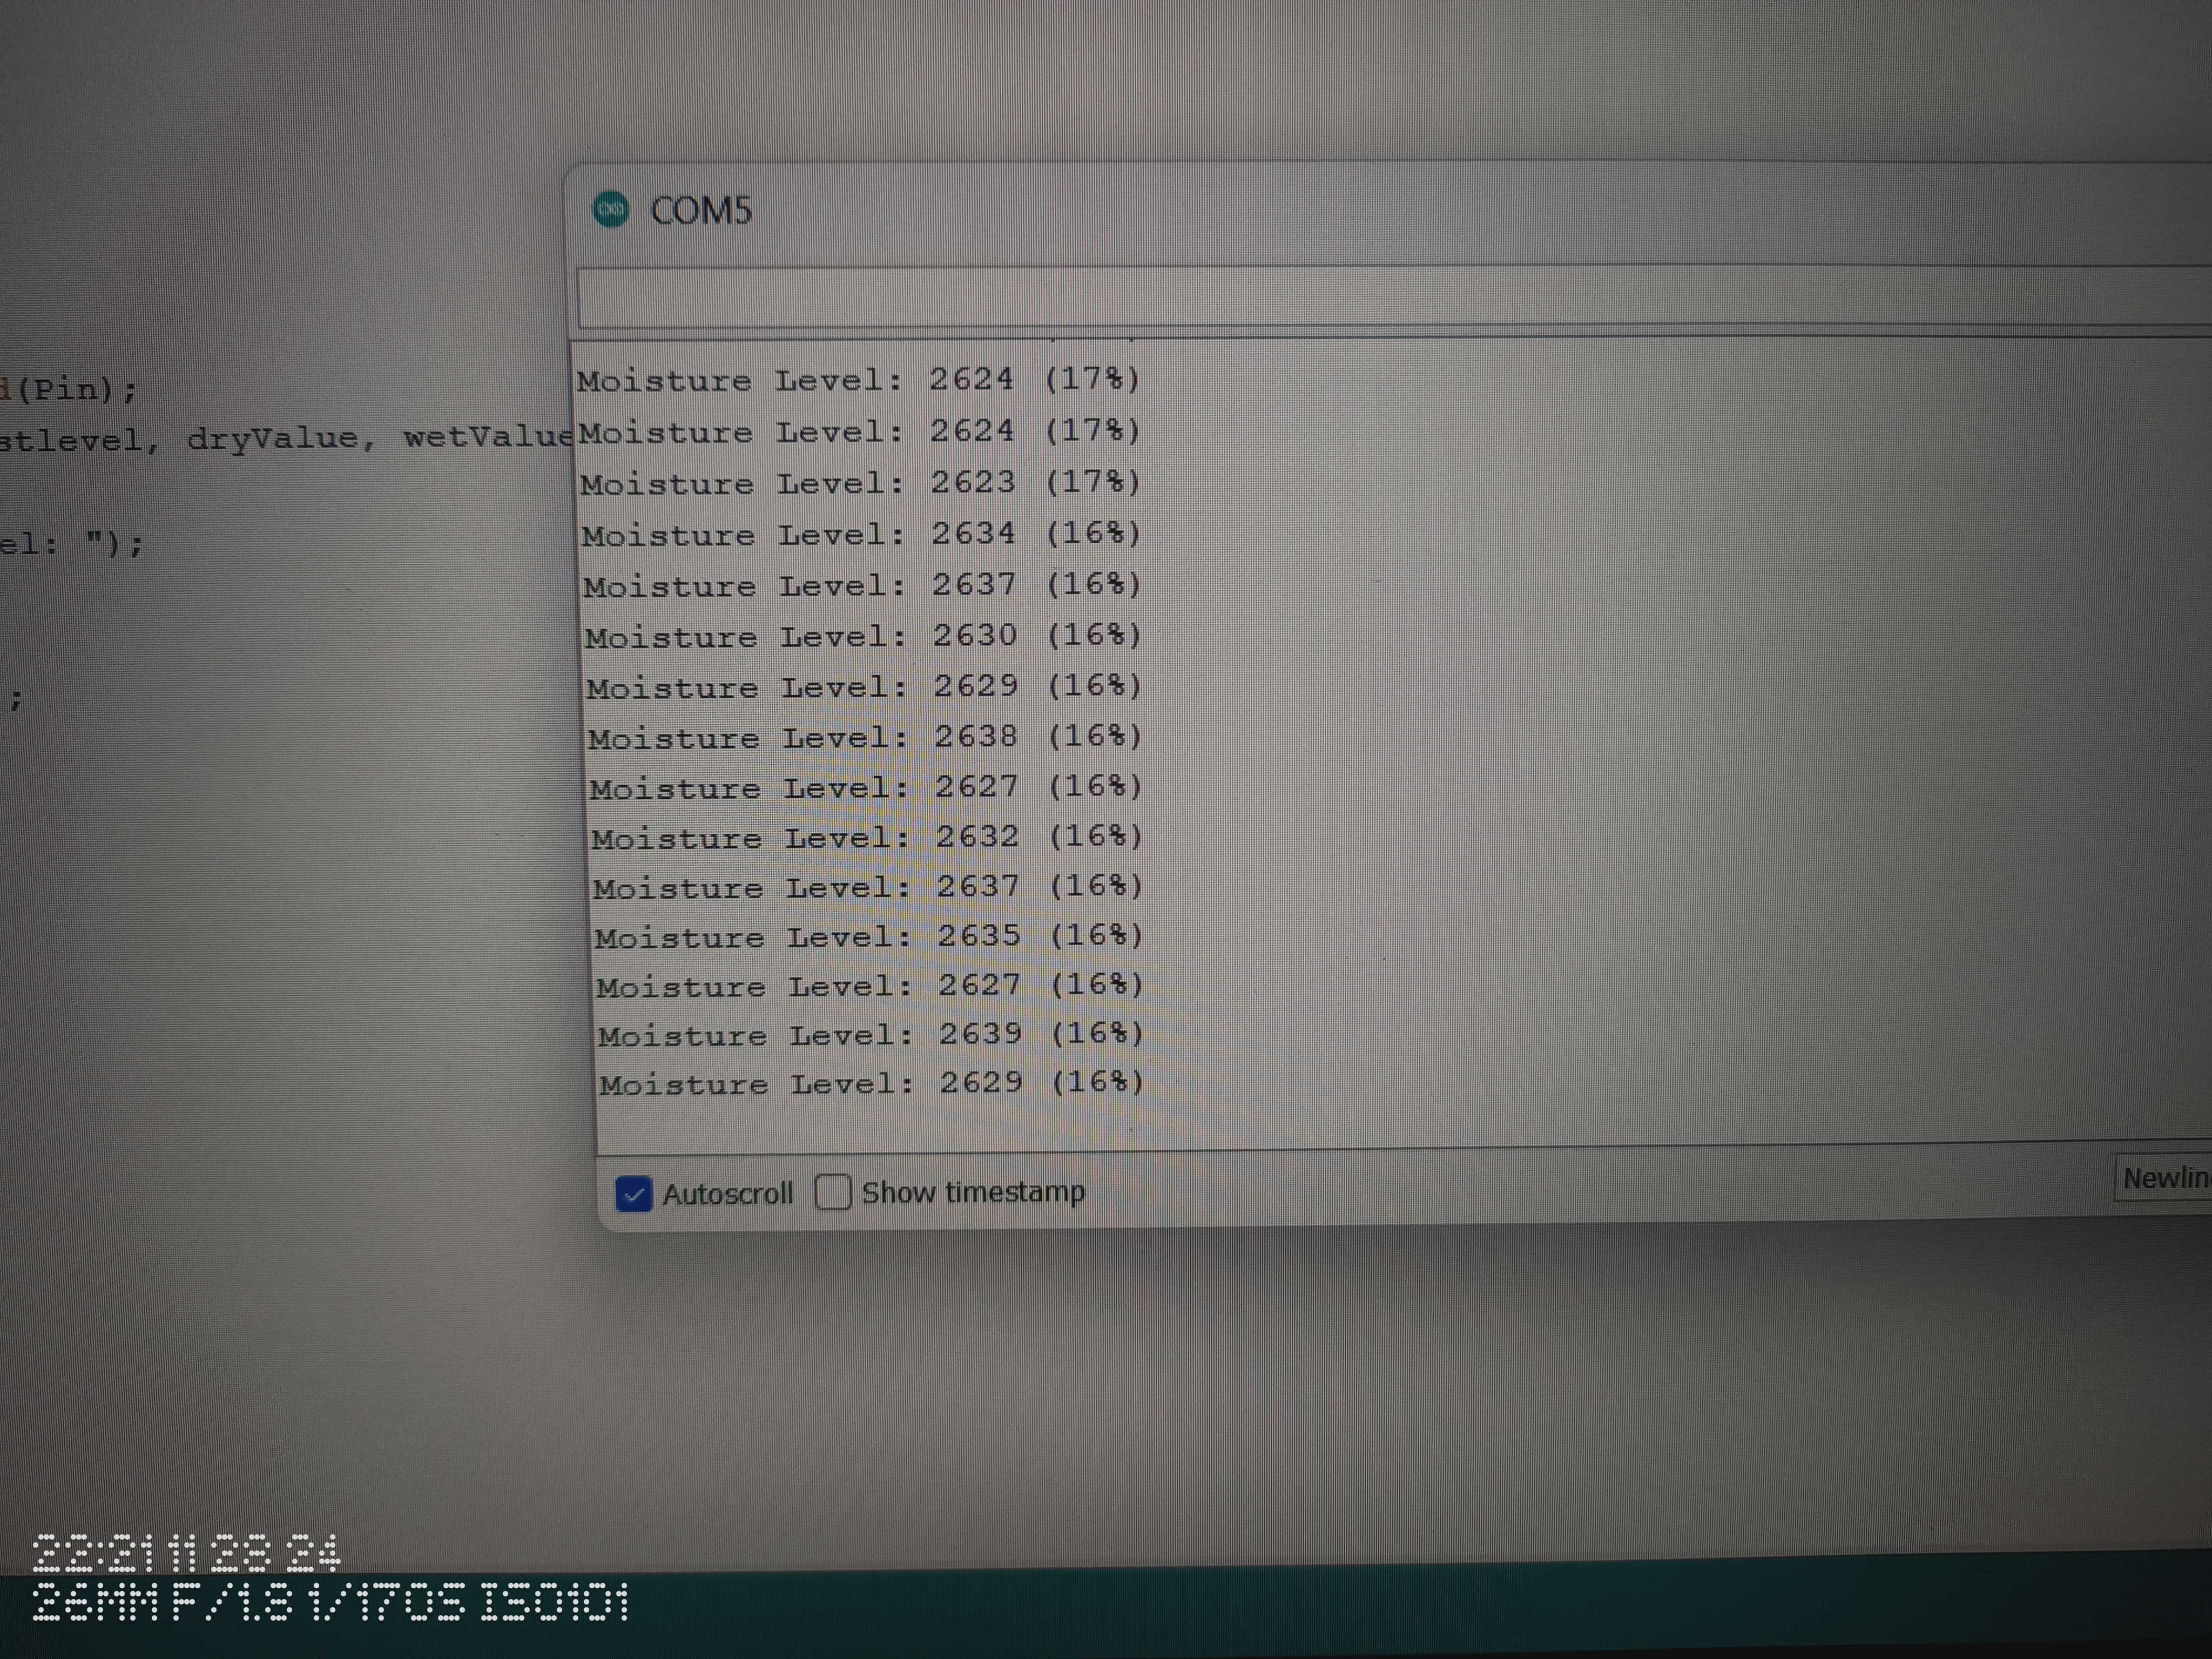 COM5
(Pin);
stlevel, dryValue, wetValue
el: ");
;
Moisture Level: 2624 (17%)
Moisture Level: 2624 (17%)
Moisture Level: 2623 (17%)
Moisture Level: 2634 (16%)
Moisture Level: 2637 (16%)
Moisture Level: 2630 (16%)
Moisture Level: 2629 (16%)
Moisture Level: 2638 (16%)
Moisture Level: 2627 (16%)
Moisture Level: 2632 (16%)
Moisture Level: 2637 (16%)
Moisture Level: 2635 (16%)
Moisture Level: 2627 (16%)
Moisture Level: 2639 (16%)
Moisture Level: 2629 (16%)
Autoscroll Show timestamp
Newlin
22:21 11 28 24
26MM F/1.8 1/170S ISO101